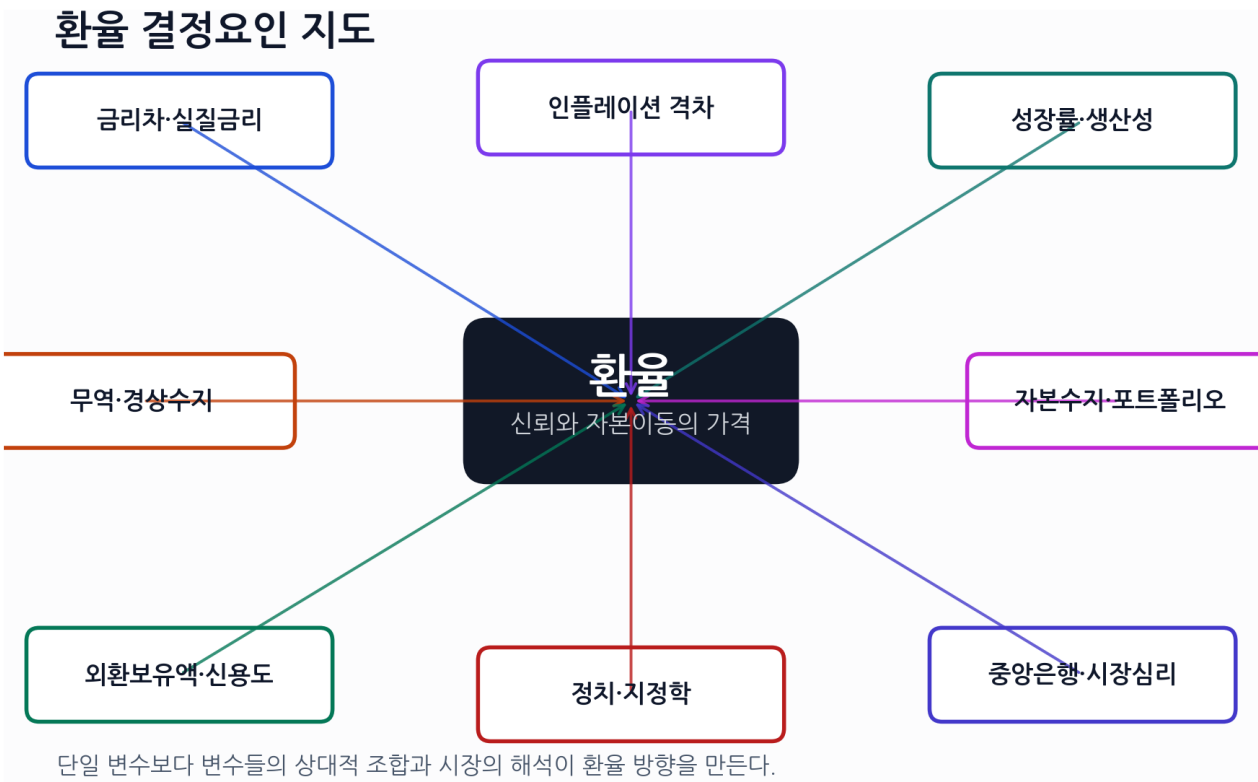 환율 결정요인 지도
금리차·실질금리
인플레이션 격차
성장률·생산성
환율
신뢰와 자본이동의 가격
무역·경상수지
자본수지·포트폴리오
외환보유액·신용도
정치·지정학
중앙은행·시장심리
단일 변수보다 변수들의 상대적 조합과 시장의 해석이 환율 방향을 만든다.